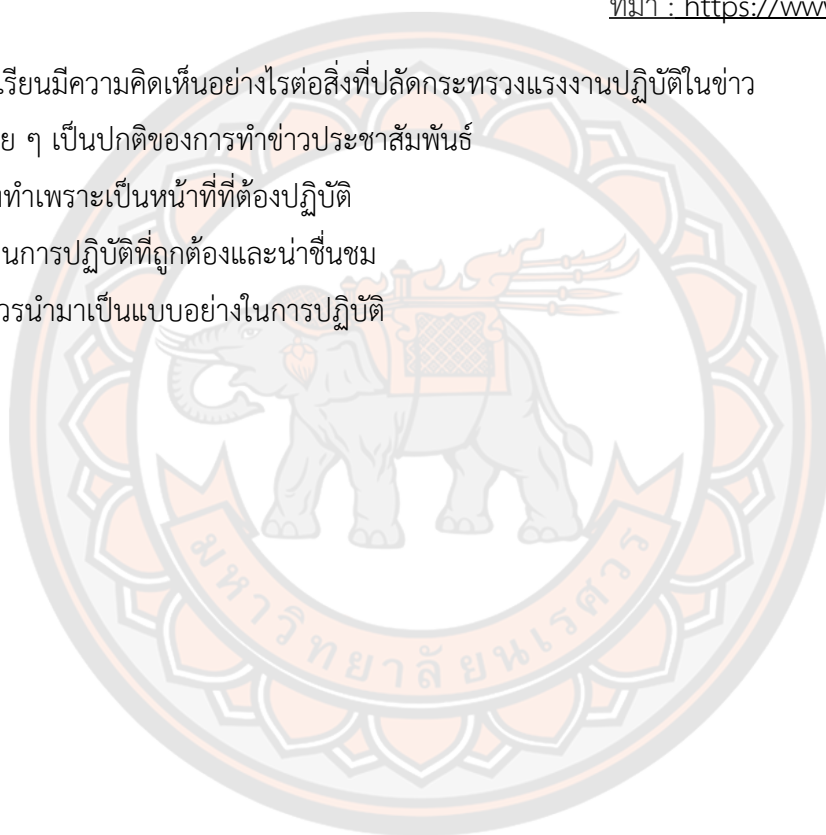 ที่มา : https://www
เรียนมีความคิดเห็นอย่างไรต่อสิ่งที่ปลัดกระทรวงแรงงานปฏิบัติในข่าว
ย ๆ เป็นปกติของการทำข่าวประชาสัมพันธ์
ทำเพราะเป็นหน้าที่ที่ต้องปฏิบัติ
นการปฏิบัติที่ถูกต้องและน่าชื่นชม
วรนำมาเป็นแบบอย่างในการปฏิบัติ
มหาวิทยาลัยนเรศวร